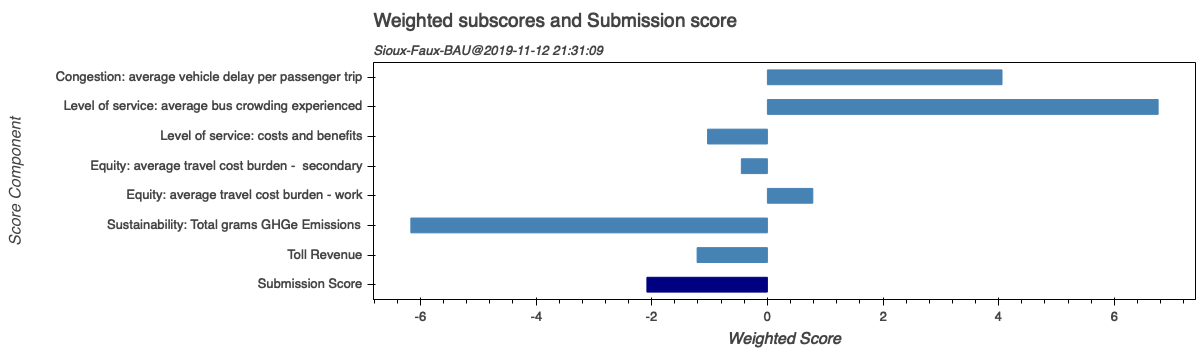 Weighted subscores and Submission score
Sioux-Faux-BAU@2019-11-12 21:31:09
Score Component
Congestion: average vehicle delay per passenger trip
Level of service: average bus crowding experienced
Level of service: costs and benefits
Equity: average travel cost burden -  secondary
Equity: average travel cost burden - work
Sustainability: Total grams GHGe Emissions
Toll Revenue
Submission Score
-6 -4 -2 0 2 4 6
Weighted Score